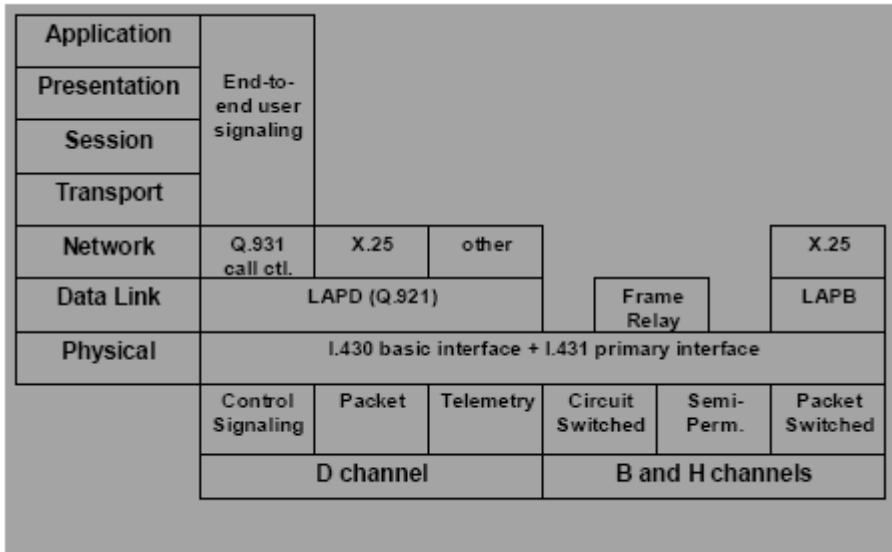 Application
Presentation
Session
Transport
End-to-
end user
signaling
Network
Q.931
call ctl.
X.25
other
X.25
Data Link
LAPD (Q.921)
Frame
Relay
LAPB
Physical
I.430 basic interface + I.431 primary interface
Control
Signaling
Packet
Telemetry
Circuit
Switched
Semi-
Perm.
Packet
Switched
D channel
B and H channels